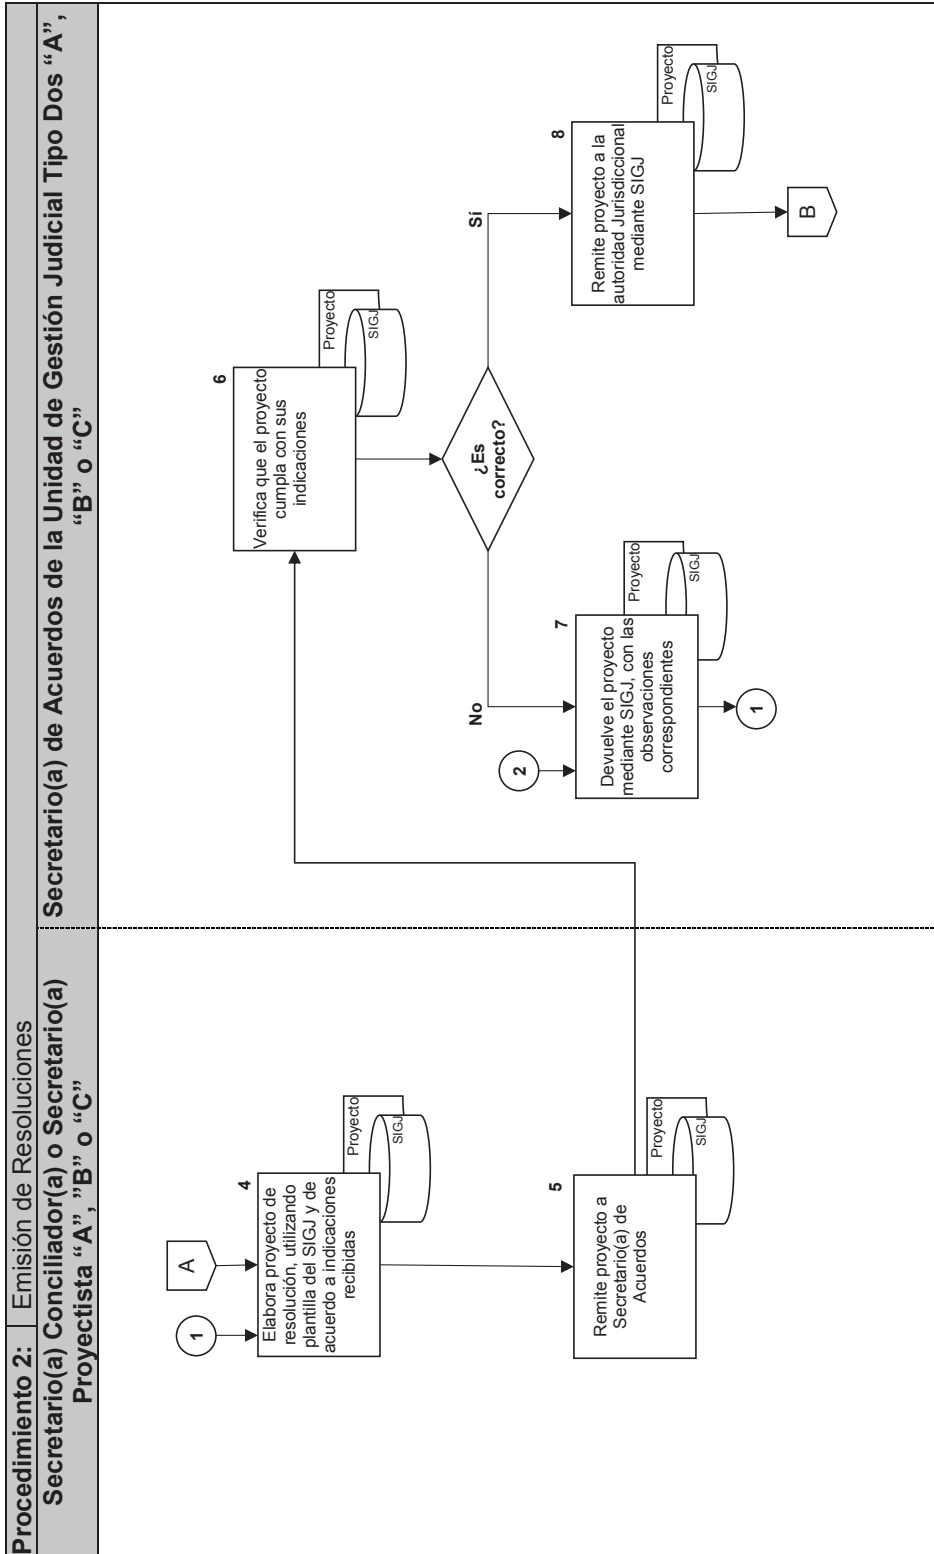 Procedimiento 2: Emisión de Resoluciones
Secretario(a) Conciliador(a) o Secretario(a)
Proyectista “A”, ”B” o “C”
Secretario(a) de Acuerdos de la Unidad de Gestión Judicial Tipo Dos “A”,
“B” o “C”
1
A
4
Elabora proyecto de
resolución, utilizando
plantilla del SIGJ y de
acuerdo a indicaciones
recibidas
Proyecto
SIGJ
5
Remite proyecto a
Secretario(a) de
Acuerdos
Proyecto
SIGJ
6
Verifica que el proyecto
cumpla con sus
indicaciones
Proyecto
SIGJ
¿Es
correcto?
No
Sí
2
7
Devuelve el proyecto
mediante SIGJ, con las
observaciones
correspondientes
Proyecto
SIGJ
1
8
Remite proyecto a la
autoridad Jurisdiccional
mediante SIGJ
Proyecto
SIGJ
B